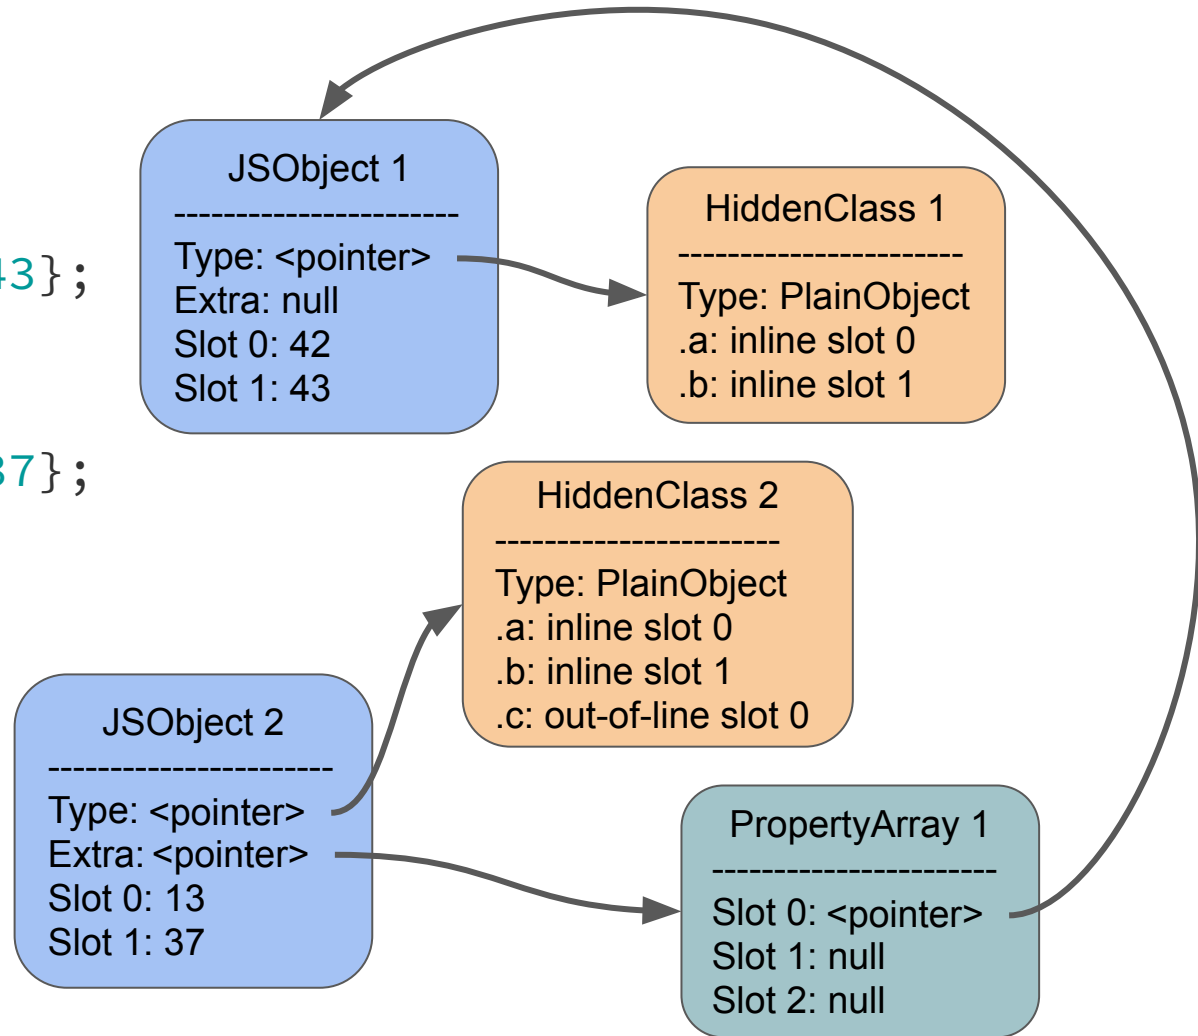 JSObject 1
-----------------------
Type: <pointer>
Extra: null
Slot 0: 42
Slot 1: 43
HiddenClass 1
-----------------------
Type: PlainObject
.a: inline slot 0
.b: inline slot 1
43};
37};
HiddenClass 2
-----------------------
Type: PlainObject
.a: inline slot 0
.b: inline slot 1
.c: out-of-line slot 0
JSObject 2
-----------------------
Type: <pointer>
Extra: <pointer>
Slot 0: 13
Slot 1: 37
PropertyArray 1
-----------------------
Slot 0: <pointer>
Slot 1: null
Slot 2: null